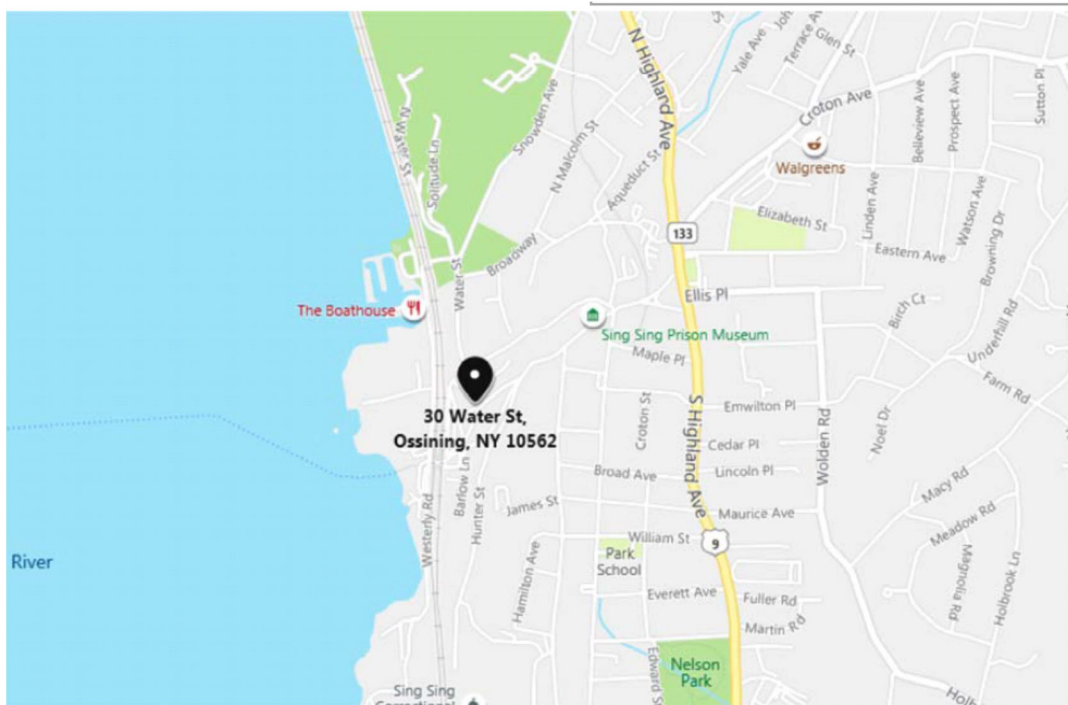 N Highland Ave
Yale Ave
Terrace Ave
Glen St
Croton Ave
Walgreens
Belleview Ave
Prospect Ave
Sutton Pl
N Water St
Solitude Ln
Snowden Ave
N Malcolm St
Aqueduct St
133
Elizabeth St
Linden Ave
Watson Ave
Browning Dr
Eastern Ave
Broadway
Water St
The Boathouse
Ellis Pl
Birch Ct
Underhill Rd
Sing Sing Prison Museum
Maple Pl
Farm Rd
30 Water St,
Ossining, NY 10562
Croton St
Emwilton Pl
Noel Dr
Wolden Rd
Cedar Pl
S Highland Ave
Broad Ave
Lincoln Pl
Macy Rd
Barlow Ln
Hunter St
James St
Maurice Ave
Meadow Rd
Westerly Rd
William St
9
River
Park
School
Hamilton Ave
Magnolia Rd
Holbrook Ln
Everett Ave
Fuller Rd
Martin Rd
Nelson
Park
Edward St
Sing Sing
Correctional